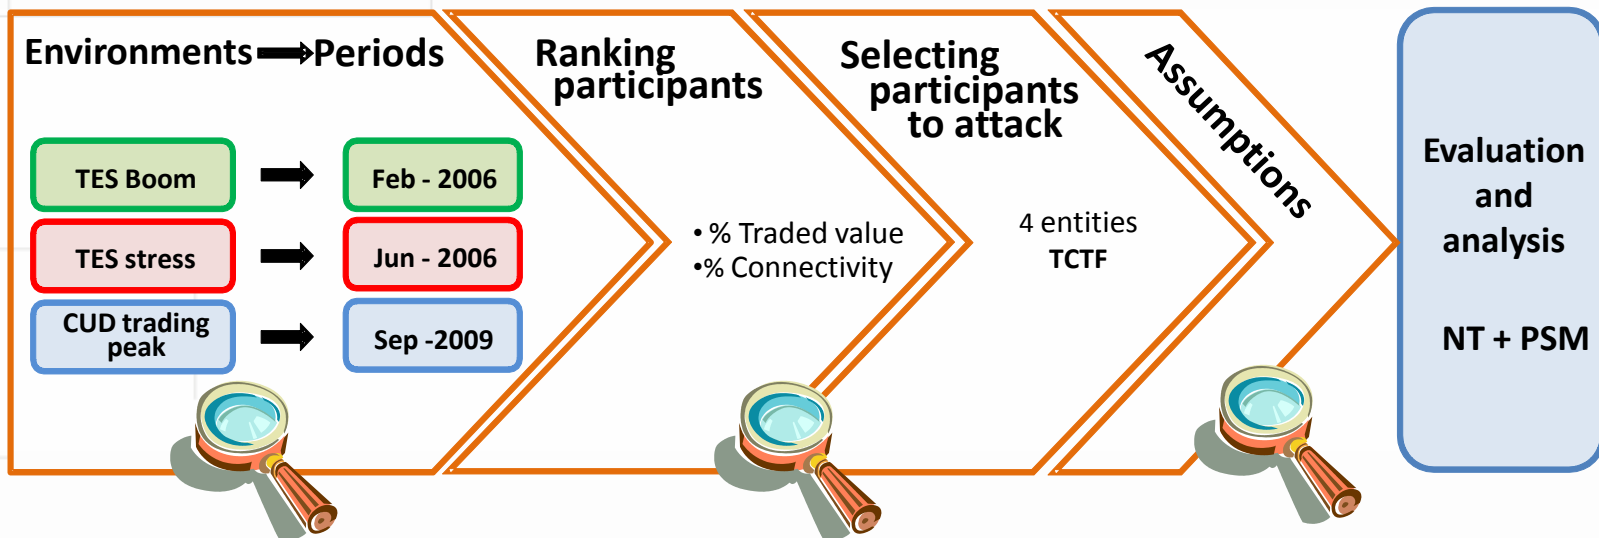 Environments
Periods
TES Boom
Feb - 2006
TES stress
Jun - 2006
CUD trading
peak
Sep -2009
Ranking
participants
• % Traded value
•% Connectivity
Selecting
participants
to attack
4 entities
TCTF
Assumptions
Evaluation
and
analysis
NT + PSM